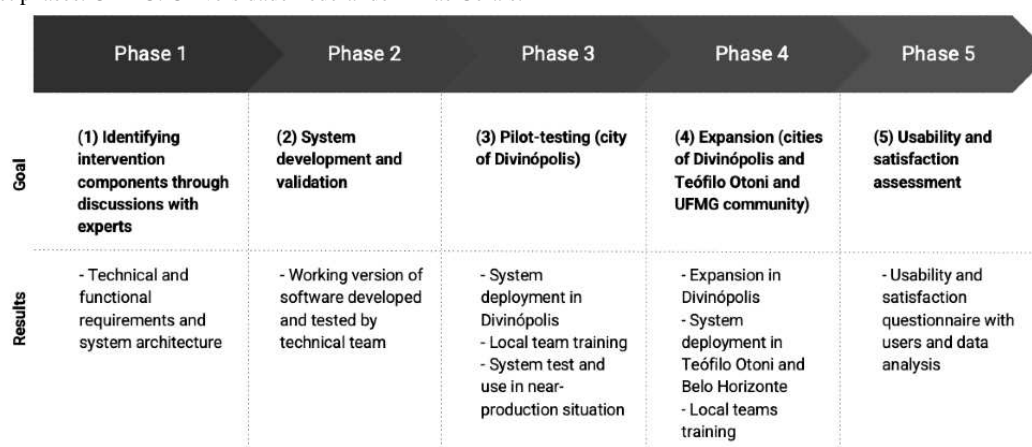 Phase 1
Phase 2
Phase 3
Phase 4
Phase 5
Goal
(1) Identifying
intervention
components through
discussions with
experts
(2) System
development and
validation
(3) Pilot-testing (city
of Divinópolis)
(4) Expansion (cities
of Divinópolis and
Teófilo Otoni and
UFMG community)
(5) Usability and
satisfaction
assessment
Results
- Technical and
functional
requirements and
system architecture
- Working version of
software developed
and tested by
technical team
- System
deployment in
Divinópolis
- Local team training
- System test and
use in near-
production situation
- Expansion in
Divinópolis
- System
deployment in
Teófilo Otoni and
Belo Horizonte
- Local teams
training
- Usability and
satisfaction
questionnaire with
users and data
analysis